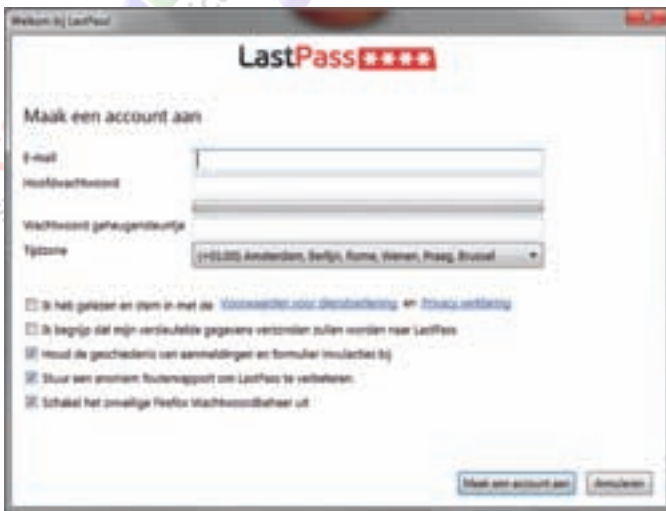 Welkom bij LastPass!
LastPass ****
Maak een account aan
E-mail
Hoofdwachtwoord
Wachtwoord geheugensteuntje
Tijdzone
(+01:00) Amsterdam, Berlijn, Rome, Wenen, Praag, Brussel
Ik heb gelezen en stem in met de Voorwaarden voor dienstverlening en Privacy verklaring
Ik begrijp dat mijn versleutelde gegevens verzonden zullen worden naar LastPass
Houd de geschiedenis van aanmeldingen en formulier invulacties bij
Stuur een anoniem foutenrapport om LastPass te verbeteren.
Schakel het onveilige Firefox Wachtwoordbeheer uit
Maak een account aan
Annuleren